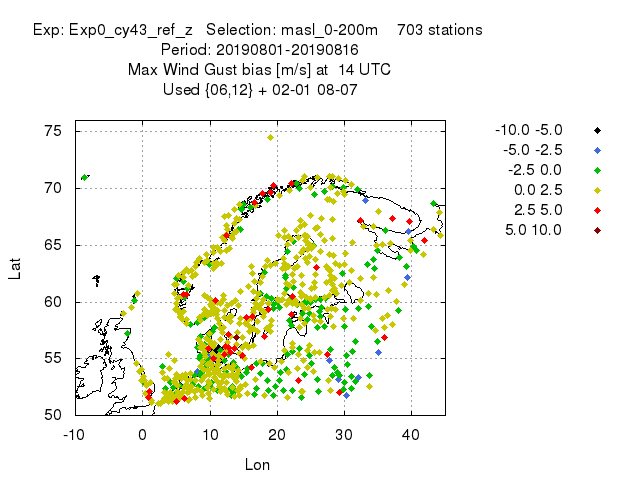 Exp: Exp0_cy43_ref_z Selection: masl_0-200m 703 stations
Period: 20190801-20190816
Max Wind Gust bias [m/s] at 14 UTC
Used {06,12} + 02-01 08-07
-10.0 -5.0
-5.0 -2.5
-2.5 0.0
0.0 2.5
2.5 5.0
5.0 10.0
75
70
65
60
55
50
Lat
-10 0 10 20 30 40
Lon